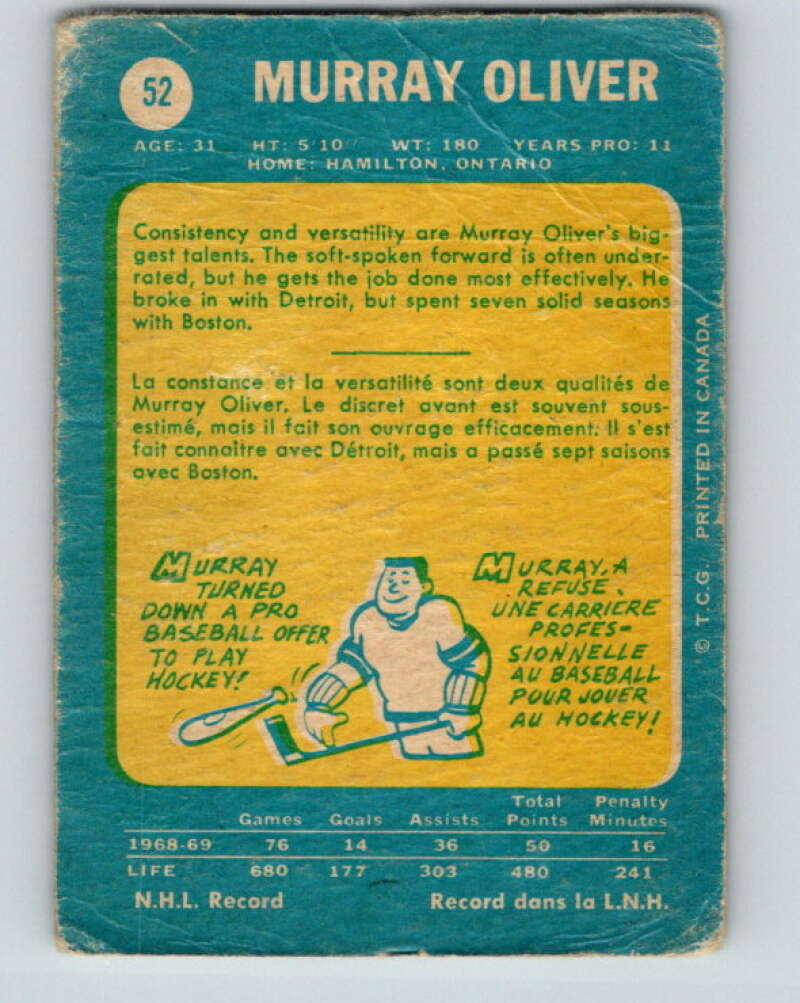 52 MURRAY OLIVER
AGE: 31 HT: 5'10" WT: 180 YEARS PRO: 11
HOME: HAMILTON, ONTARIO
Consistency and versatility are Murray Oliver's big-
gest talents. The soft-spoken forward is often under-
rated, but he gets the job done most effectively. He
broke in with Detroit, but spent seven solid seasons
with Boston.
La constance et la versatilité sont deux qualités de
Murray Oliver. Le discret avant est souvent sous-
estimé, mais il fait son ouvrage efficacement. Il s'est
fait connaître avec Détroit, mais a passé sept saisons
avec Boston.
MURRAY
TURNED
DOWN A PRO
BASEBALL OFFER
TO PLAY
HOCKEY!
MURRAY, A
REFUSE.
UNE CARRIERE
PROFES-
SIONNELLE
AU BASEBALL
POUR JOUER
AU HOCKEY!
© T.C.G. PRINTED IN CANADA
Games Goals Assists Total Points Penalty Minutes
1968-69 76 14 36 50 16
LIFE 680 177 303 480 241
N.H.L. Record Record dans la L.N.H.